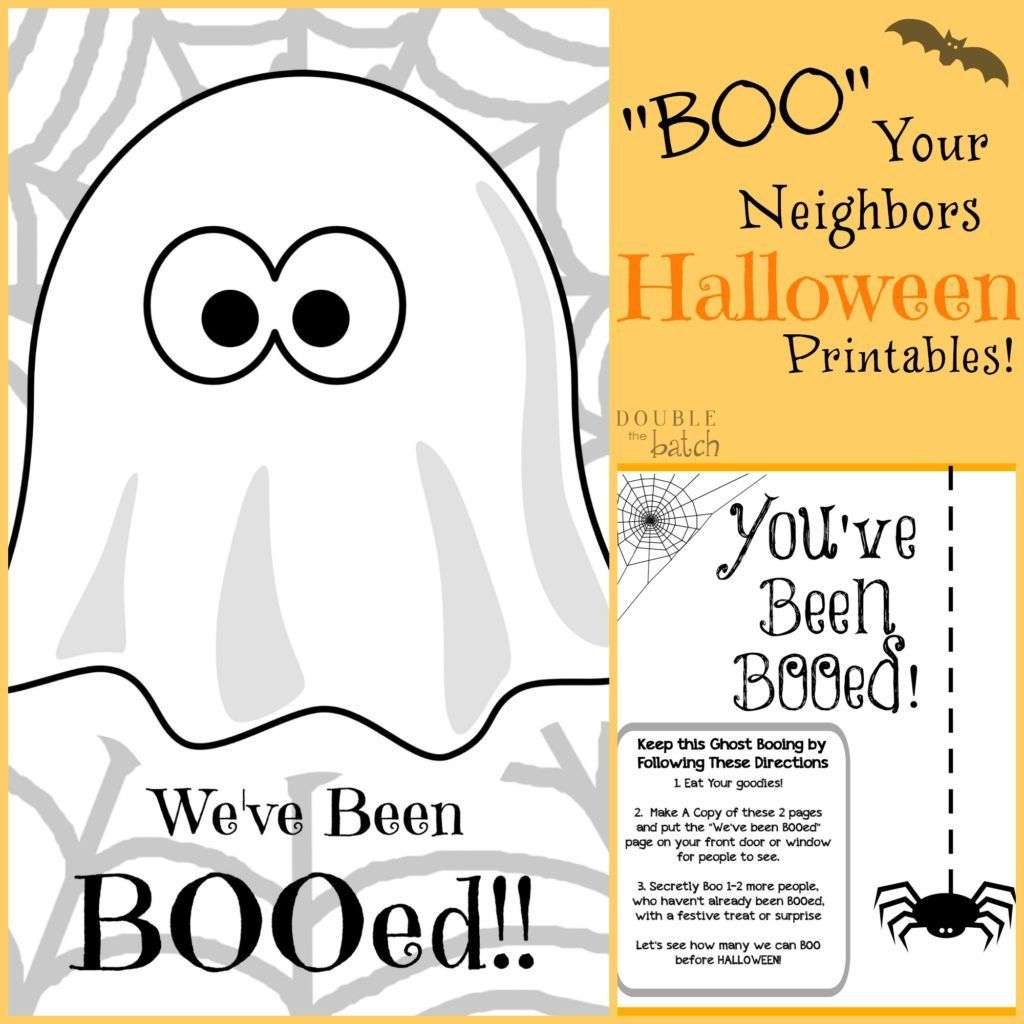 We've Been
BOOed!!
"BOO" Your
Neighbors
Halloween
Printables!
DOUBLE
the batch
You've
Been
BOOed!
Keep this Ghost Booing by
Following These Directions
1. Eat Your goodies!
2. Make A Copy of these 2 pages
and put the "We've been BOOed"
page on your front door or window
for people to see.
3. Secretly Boo 1-2 more people,
who haven't already been BOOed,
with a festive treat or surprise
Let's see how many we can BOO
before HALLOWEEN!